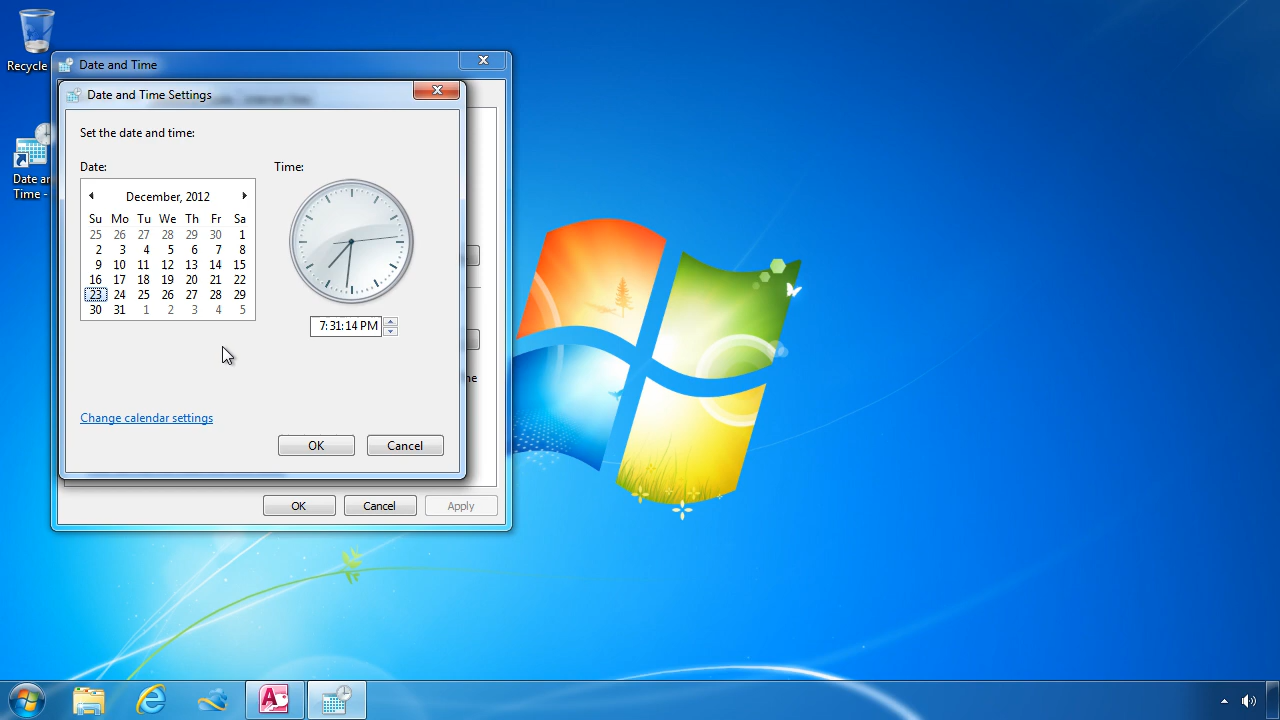 Recycle
Date and Time
Date and Time Settings
Set the date and time:
Date:
Time:
December, 2012
Su Mo Tu We Th Fr Sa
25 26 27 28 29 30 1
2 3 4 5 6 7 8
9 10 11 12 13 14 15
16 17 18 19 20 21 22
23 24 25 26 27 28 29
30 31 1 2 3 4 5
7:31:14 PM
Change calendar settings
OK Cancel
OK Cancel Apply
Date an
Time -
ne
A